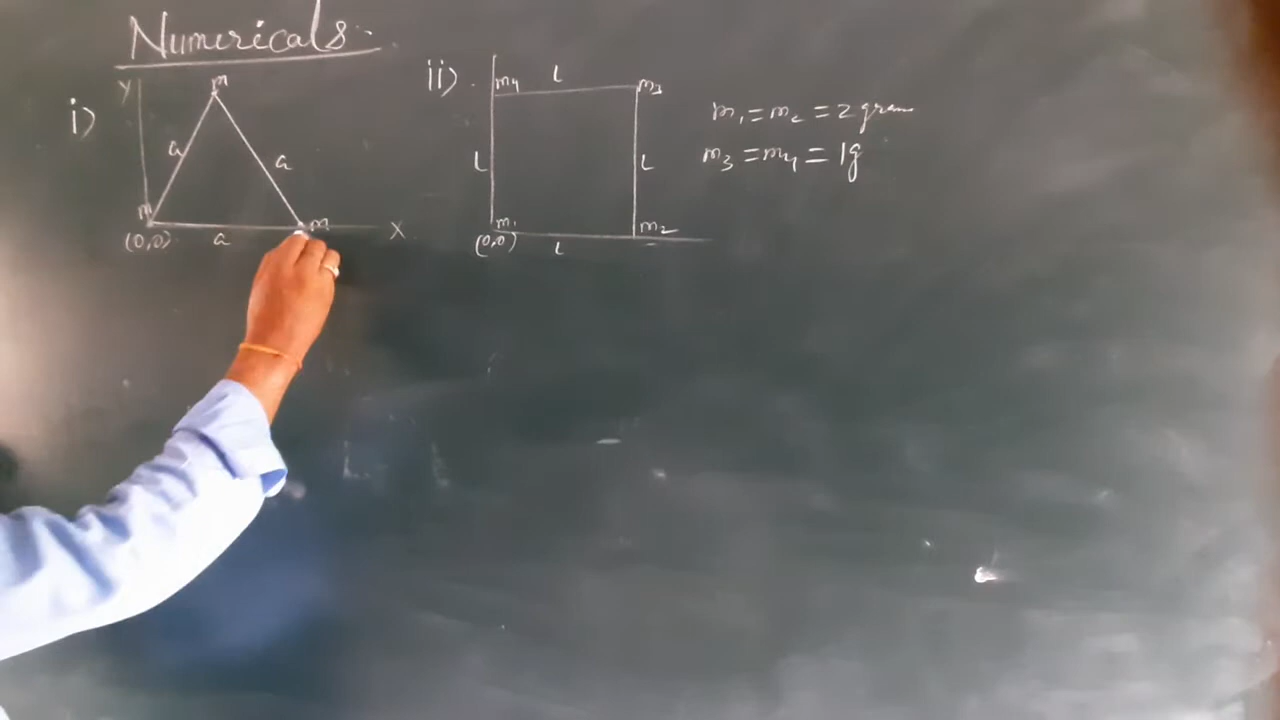 Numericals
i)
Y
m
a
a
m
m
(0,0)
a
X
ii)
m4
L
m3
L
L
m1
m2
(0,0)
L
m1 = m2 = 2 gram
m3 = m4 = 1g